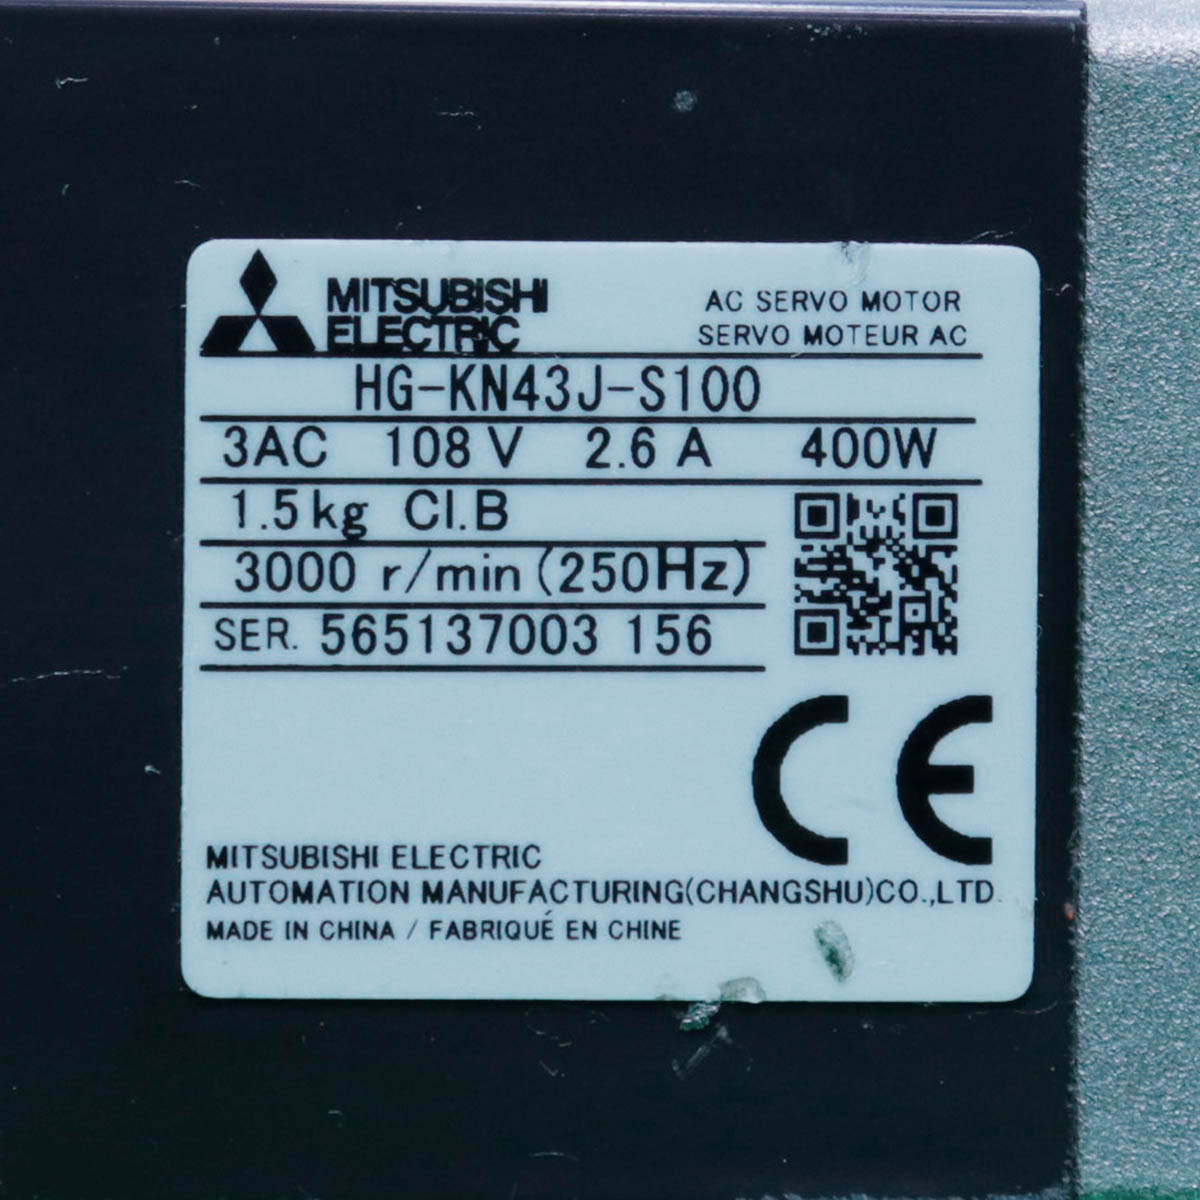 MITSUBISHI
ELECTRIC
AC SERVO MOTOR
SERVO MOTEUR AC
HG-KN43J-S100
3AC 108 V 2.6 A 400W
1.5kg Cl.B
3000 r/min (250Hz)
SER. 565137003 156
CE
MITSUBISHI ELECTRIC
AUTOMATION MANUFACTURING(CHANGSHU)CO.,LTD.
MADE IN CHINA / FABRIQUÉ EN CHINE